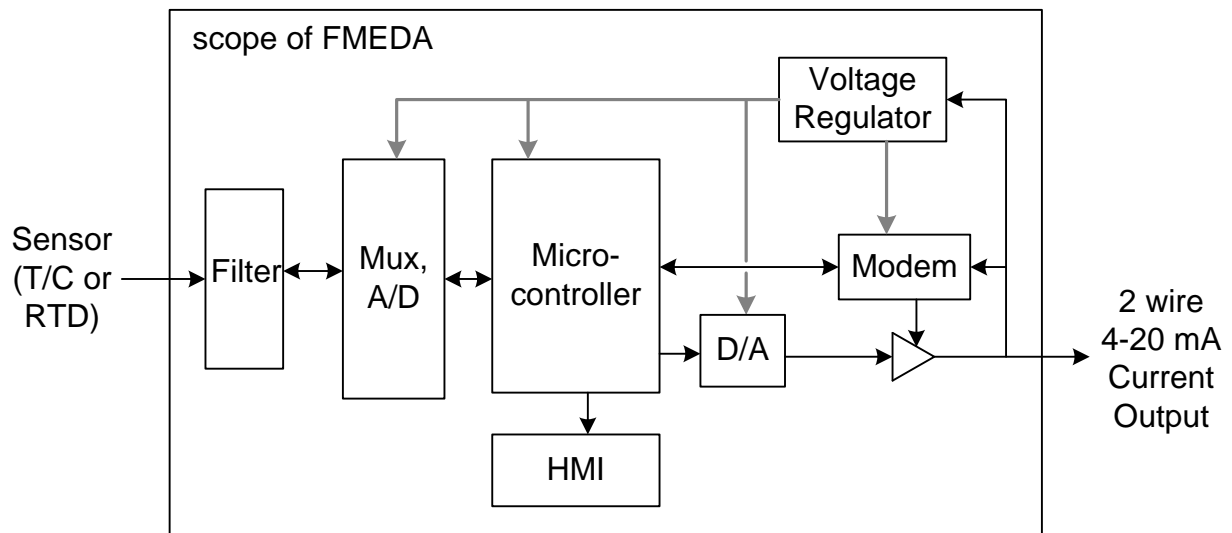 scope of FMEDA
Voltage
Regulator
Sensor
(T/C or
RTD)
Filter
Mux,
A/D
Micro-
controller
Modem
D/A
HMI
2 wire
4-20 mA
Current
Output